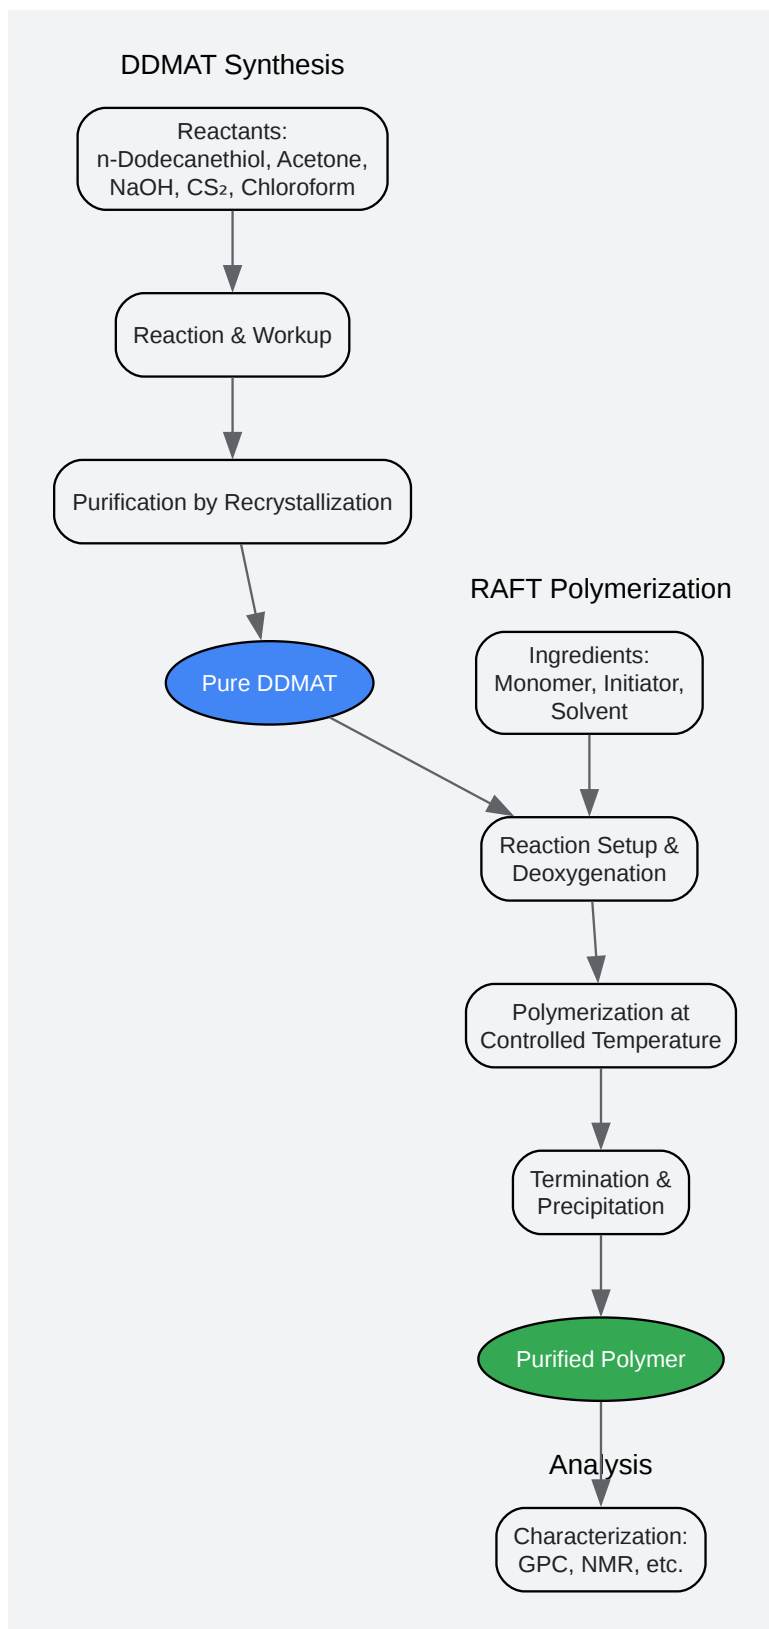 DDMAT Synthesis
Reactants:
n-Dodecanethiol, Acetone,
NaOH, CS₂, Chloroform
Reaction & Workup
Purification by Recrystallization
Pure DDMAT
RAFT Polymerization
Ingredients:
Monomer, Initiator,
Solvent
Reaction Setup &
Deoxygenation
Polymerization at
Controlled Temperature
Termination &
Precipitation
Purified Polymer
Analysis
Characterization:
GPC, NMR, etc.